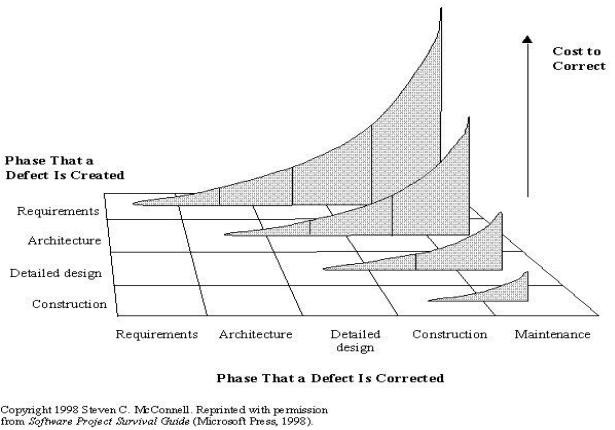 Cost to
Correct
Phase That a
Defect Is Created
Requirements
Architecture
Detailed design
Construction
Requirements
Architecture
Detailed
design
Construction
Maintenance
Phase That a Defect Is Corrected
Copyright 1998 Steven C. McConnell. Reprinted with permission
from Software Project Survival Guide (Microsoft Press, 1998).